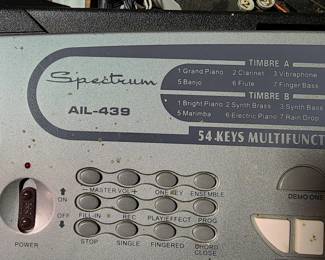 TIMBRE A
Spectrum
1 Grand Piano 2 Clarinet 3 Vibraphone
5 Banjo 6 Flute 7 Finger Bass
TIMBRE B
AIL-439
1 Bright Piano 2 Synth Brass 3 Synth Bass
5 Marimba 6 Electric Piano 7 Rain Drop
54 KEYS MULTIFUNCT
MASTER VOL ONE KEY ENSEMBLE
DEMO ONE
ON
OFF
FILL-IN REC PLAY/EFFECT PROG
POWER
STOP SINGLE FINGERED CHORD CLOSE